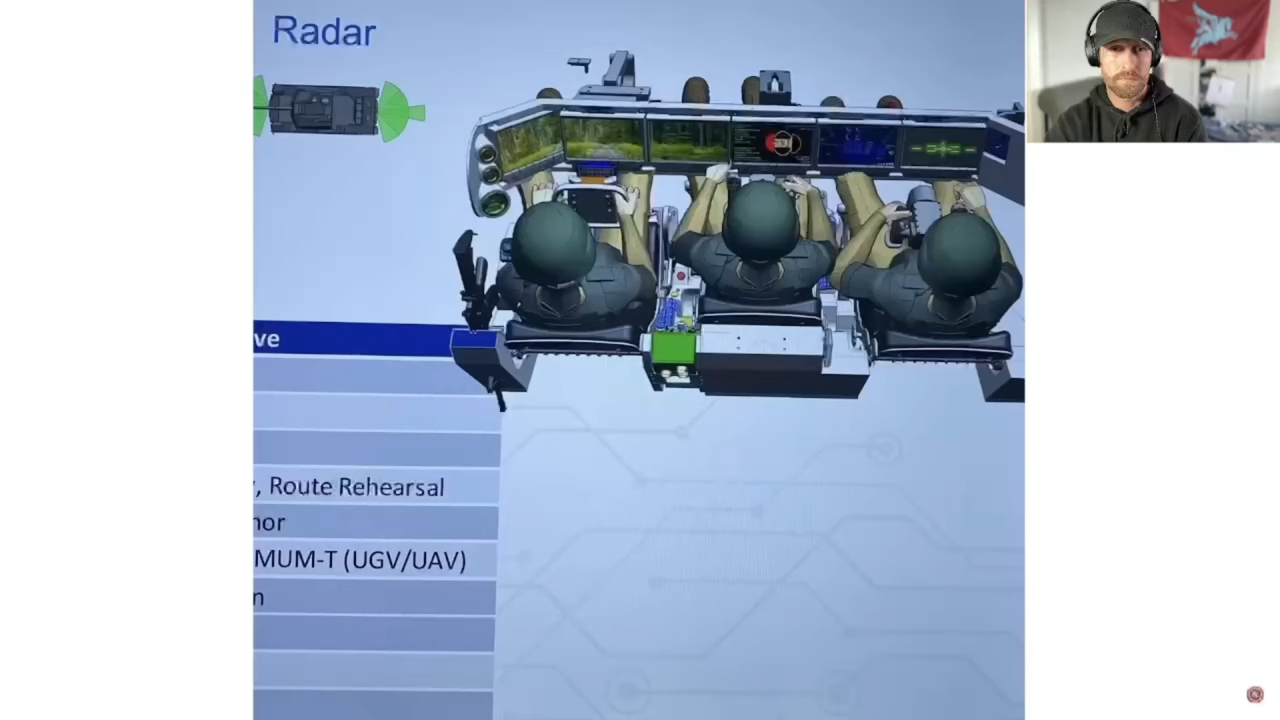 Radar
ve
, Route Rehearsal
nor
MUM-T (UGV/UAV)
n